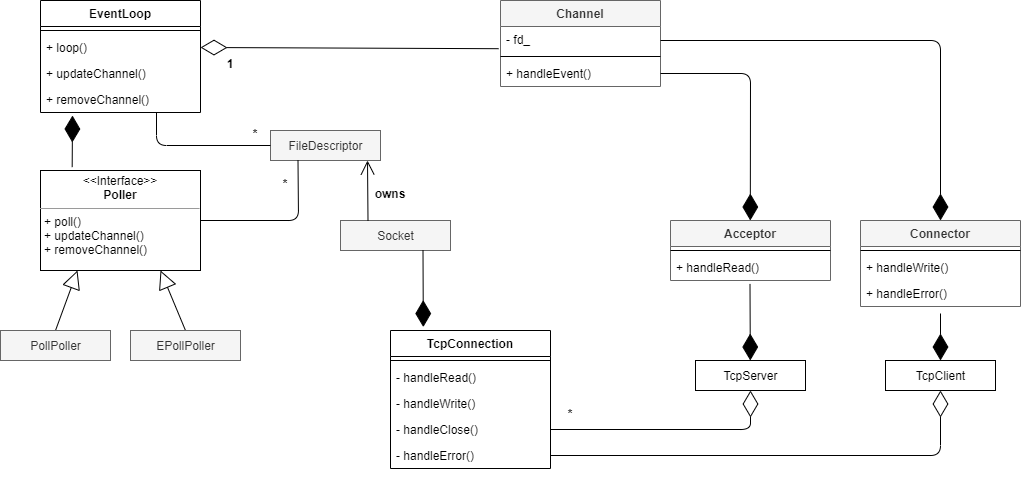 EventLoop
+ loop()
+ updateChannel()
+ removeChannel()
1
Channel
- fd_
+ handleEvent()
*
FileDescriptor
*
owns
<<Interface>>
Poller
+ poll()
+ updateChannel()
+ removeChannel()
Socket
Acceptor
+ handleRead()
Connector
+ handleWrite()
+ handleError()
PollPoller
EPollPoller
TcpConnection
- handleRead()
- handleWrite()
- handleClose()
- handleError()
TcpServer
TcpClient
*